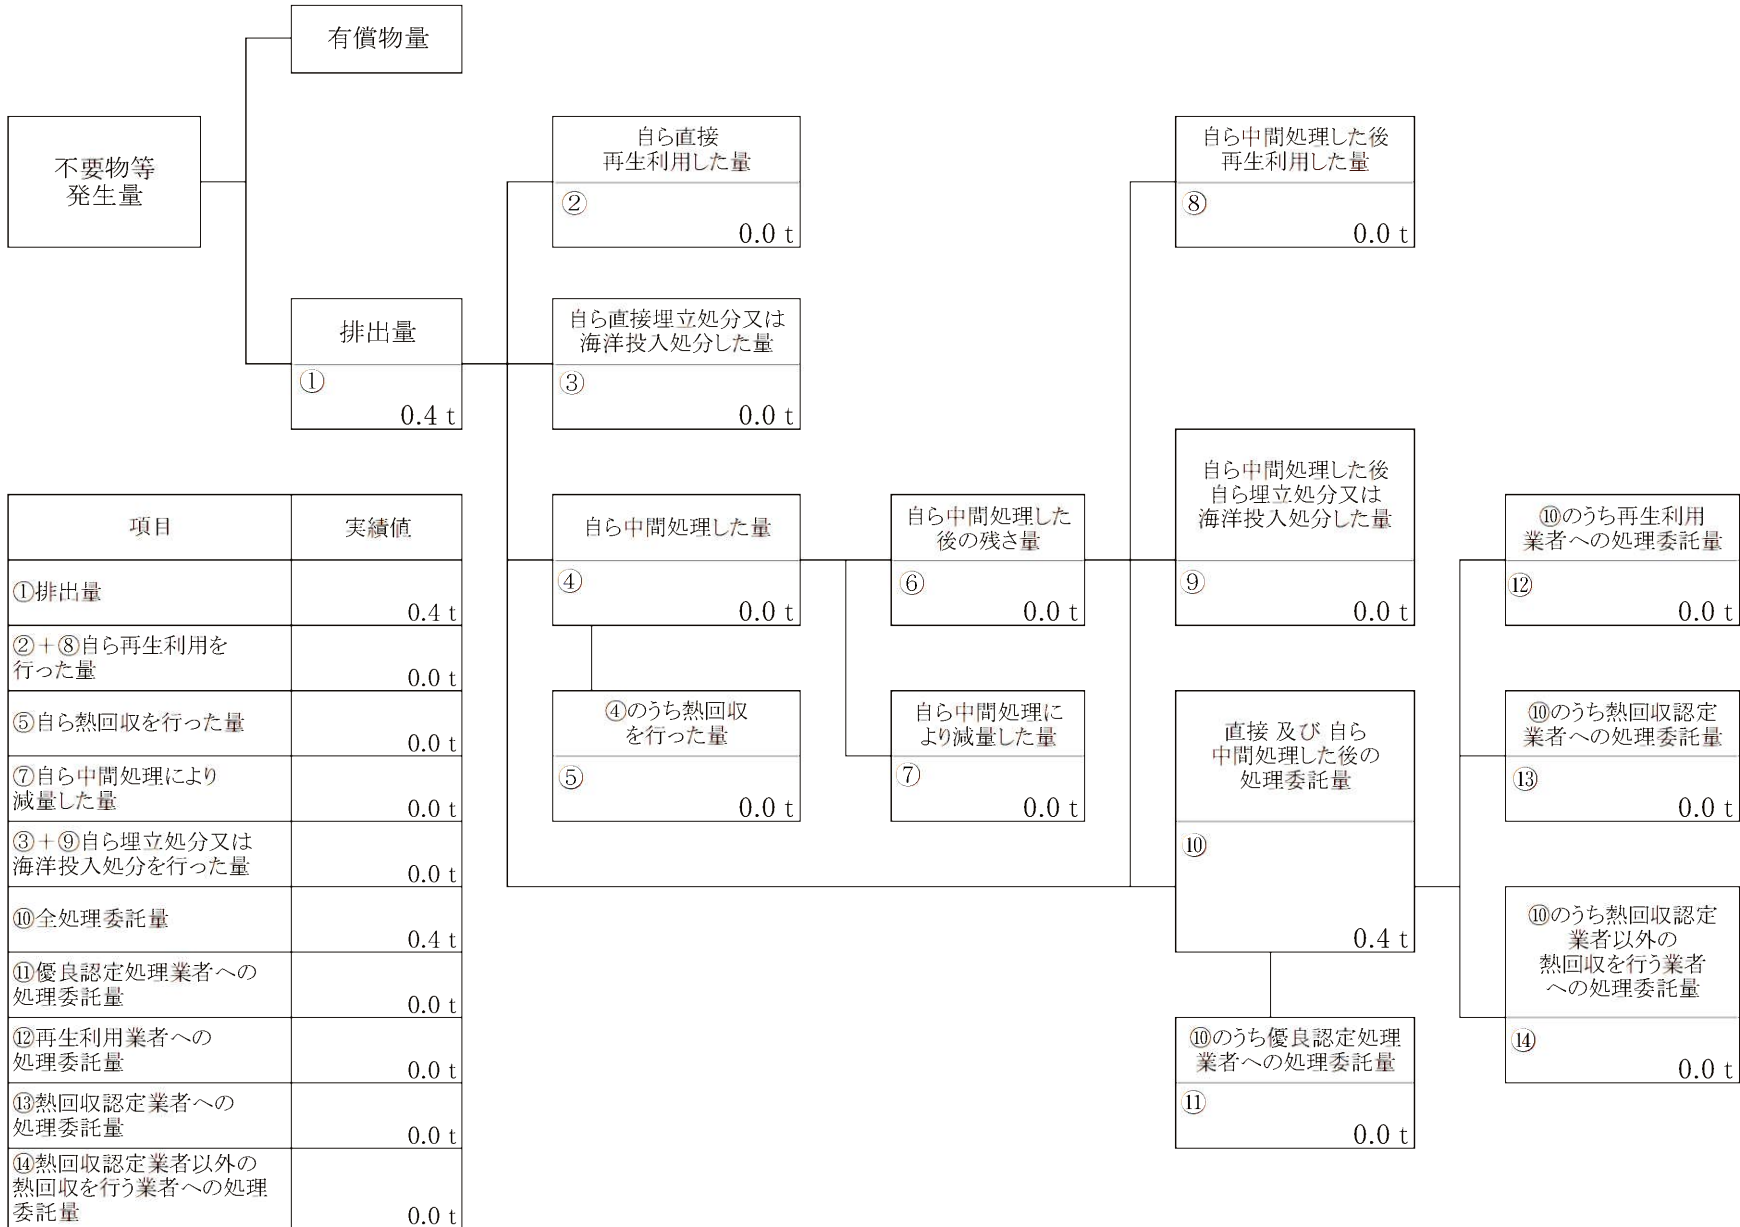 有償物量
不要物等
発生量
自ら直接
再生利用した量
②
0.0 t
自ら中間処理した後
再生利用した量
⑧
0.0 t
排出量
①
0.4 t
自ら直接埋立処分又は
海洋投入処分した量
③
0.0 t
自ら中間処理した量
④
0.0 t
自ら中間処理した
後の残さ量
⑥
0.0 t
自ら中間処理した後
自ら埋立処分又は
海洋投入処分した量
⑨
0.0 t
⑩のうち再生利用
業者への処理委託量
⑫
0.0 t
④のうち熱回収
を行った量
⑤
0.0 t
自ら中間処理に
より減量した量
⑦
0.0 t
直接 及び 自ら
中間処理した後の
処理委託量
⑩
0.4 t
⑩のうち熱回収認定
業者への処理委託量
⑬
0.0 t
⑩のうち熱回収認定
業者以外の
熱回収を行う業者
への処理委託量
⑭
0.0 t
⑩のうち優良認定処理
業者への処理委託量
⑪
0.0 t
項目 実績値
①排出量
0.4 t
②+⑧自ら再生利用を
行った量
0.0 t
⑤自ら熱回収を行った量
0.0 t
⑦自ら中間処理により
減量した量
0.0 t
③+⑨自ら埋立処分又は
海洋投入処分を行った量
0.0 t
⑩全処理委託量
0.4 t
⑪優良認定処理業者への
処理委託量
0.0 t
⑫再生利用業者への
処理委託量
0.0 t
⑬熱回収認定業者への
処理委託量
0.0 t
⑭熱回収認定業者以外の
熱回収を行う業者への処理
委託量
0.0 t